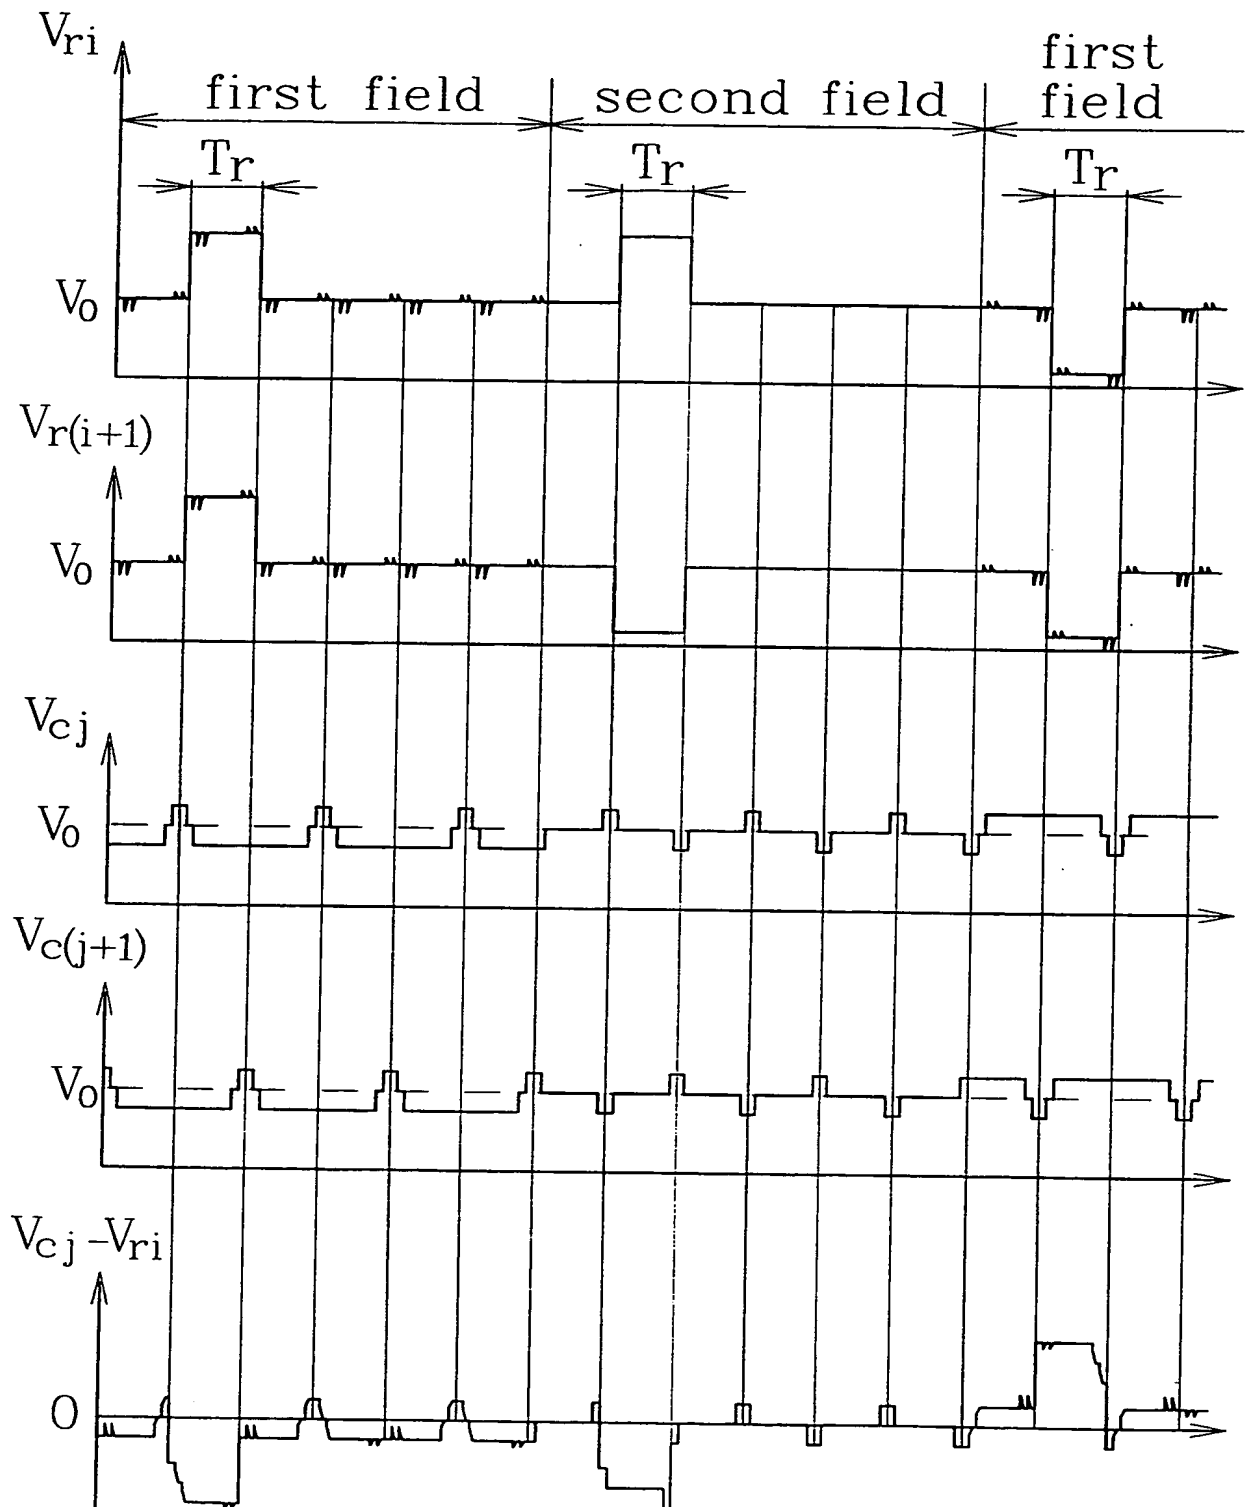 Vri
first
first field
second field
field
Tr
Tr
Tr
V0
Vr(i+1)
V0
Vcj
V0
Vc(j+1)
V0
Vcj-Vri
0